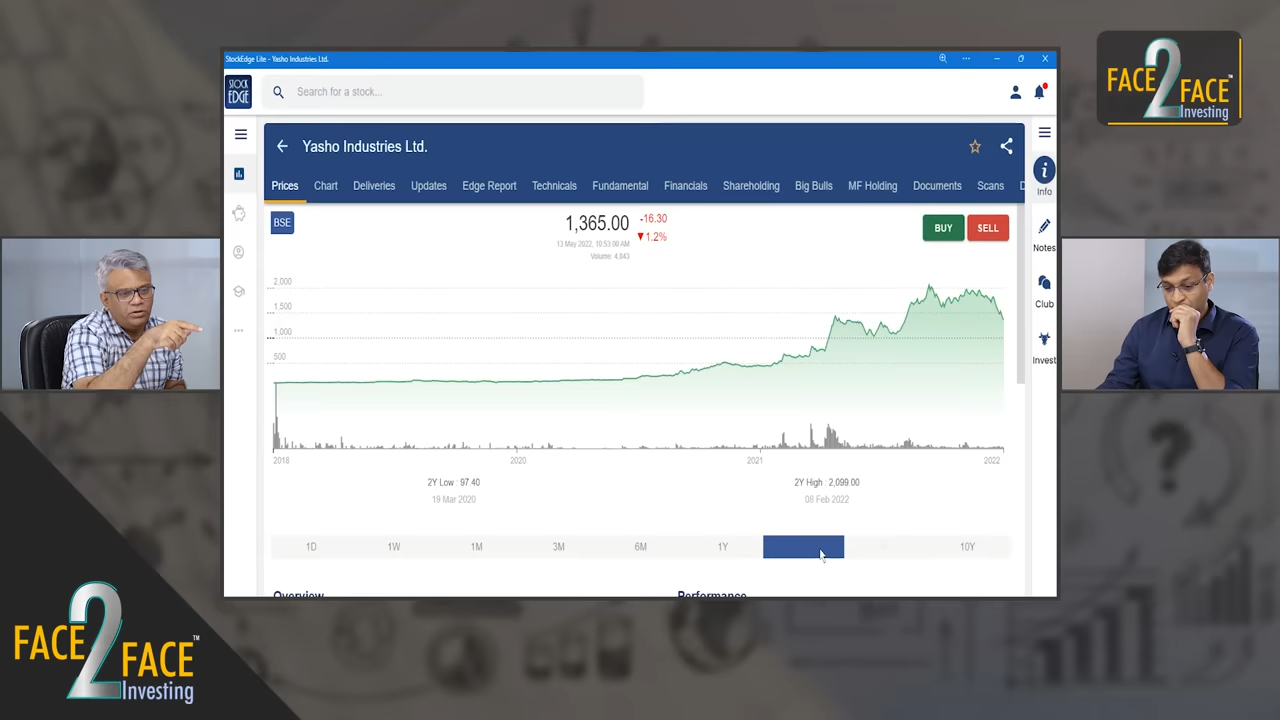 StockEdge Lite - Yasho Industries Ltd.
STOCK
EDGE
Search for a stock...
FACE
2
FACE
Investing
TM
Yasho Industries Ltd.
Prices Chart Deliveries Updates Edge Report Technicals Fundamental Financials Shareholding Big Bulls MF Holding Documents Scans D
Info
BSE
1,365.00
-16.30
1.2%
13 May 2022, 10:53:00 AM
Volume: 4,843
BUY
SELL
Notes
Club
Invest
2,000
1,500
1,000
500
2018 2020 2021 2022
2Y Low : 97.40
19 Mar 2020
2Y High : 2,099.00
08 Feb 2022
1D 1W 1M 3M 6M 1Y 10Y
Overview
Performance
FACE
2
FACE
TM
Investing